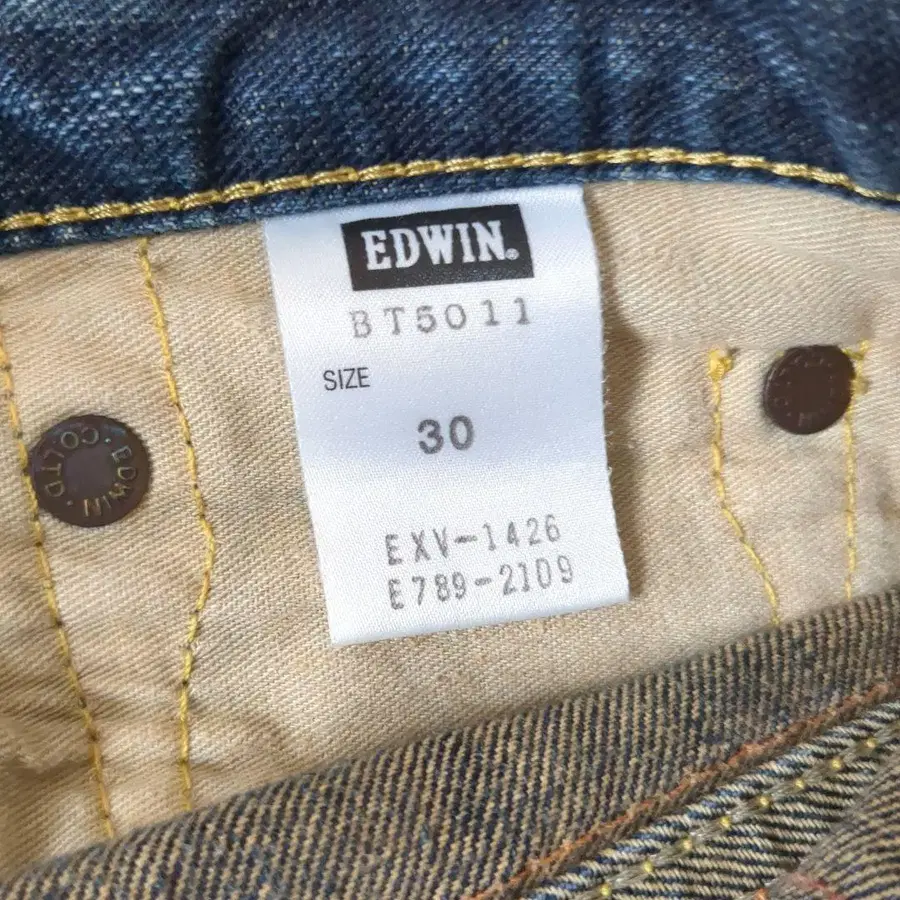 EDWIN®
BT5011
SIZE
30
EXV-1426
E789-2109
EDWIN.
CO LTD.